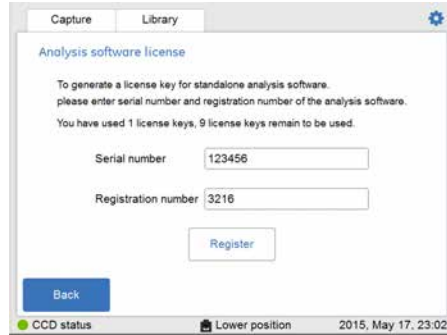 Capture Library
Analysis software license
To generate a license key for standalone analysis software.
please enter serial number and registration number of the analysis software.
You have used 1 license keys, 9 license keys remain to be used.
Serial number 123456
Registration number 3216
Register
Back
CCD status Lower position 2015, May 17, 23:02